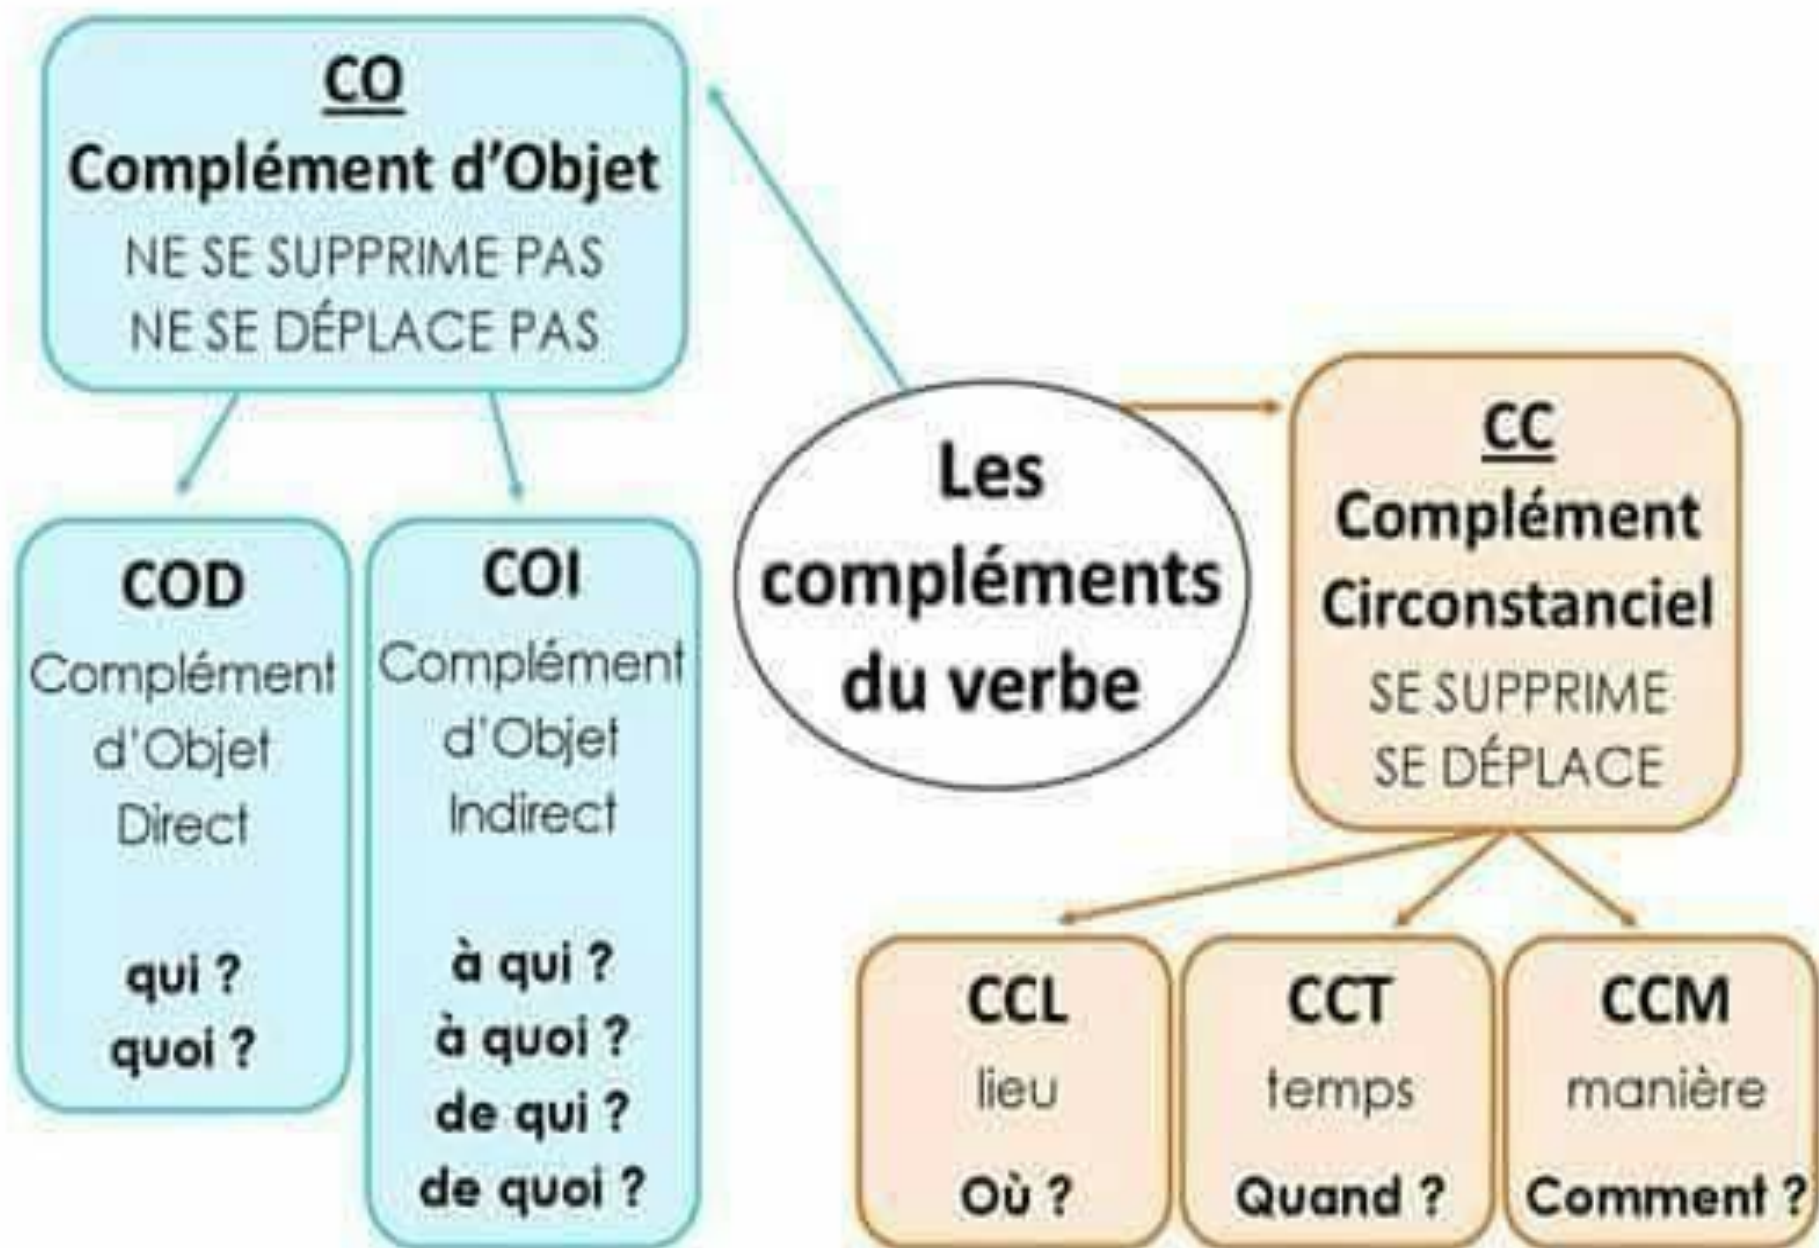 CO
Complément d'Objet
NE SE SUPPRIME PAS
NE SE DÉPLACE PAS
COD
Complément
d'Objet
Direct
qui ?
quoi ?
COI
Complément
d'Objet
Indirect
à qui ?
à quoi ?
de qui ?
de quoi ?
Les
compléments
du verbe
CC
Complément
Circonstanciel
SE SUPPRIME
SE DÉPLACE
CCL
lieu
Où ?
CCT
temps
Quand ?
CCM
manière
Comment ?